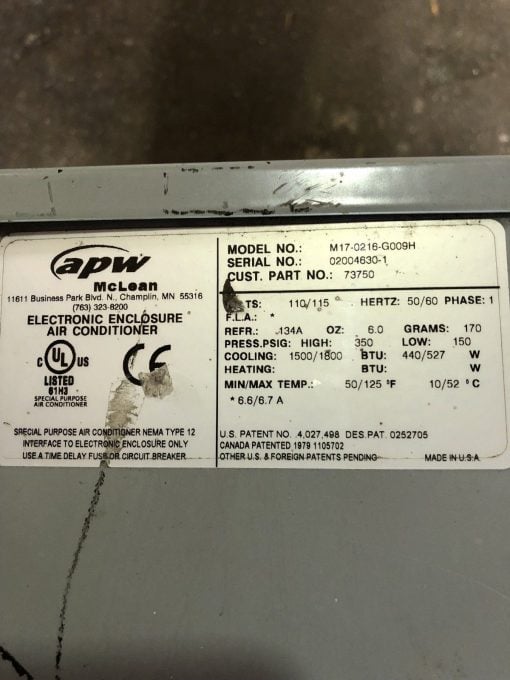 apw
McLean
11611 Business Park Blvd. N., Champlin, MN 55316
(763) 323-8200
ELECTRONIC ENCLOSURE
AIR CONDITIONER
c UL US
LISTED
61H3
SPECIAL PURPOSE
AIR CONDITIONER
CE
SPECIAL PURPOSE AIR CONDITIONER NEMA TYPE 12
INTERFACE TO ELECTRONIC ENCLOSURE ONLY
USE A TIME DELAY FUSE OR CIRCUIT BREAKER
MODEL NO.: M17-0216-G009H
SERIAL NO.: 02004630-1
CUST. PART NO.: 73750
TS: 110/115 HERTZ: 50/60 PHASE: 1
F.L.A.: *
REFR.: 134A OZ: 6.0 GRAMS: 170
PRESS.PSIG: HIGH: 350 LOW: 150
COOLING: 1500/1800 BTU: 440/527 W
HEATING: BTU: W
MIN/MAX TEMP.: 50/125 °F 10/52 °C
* 6.6/6.7 A
U.S. PATENT NO. 4,027,498 DES.PAT. 0252705
CANADA PATENTED 1979 1105702
OTHER U.S. & FOREIGN PATENTS PENDING MADE IN U.S.A.